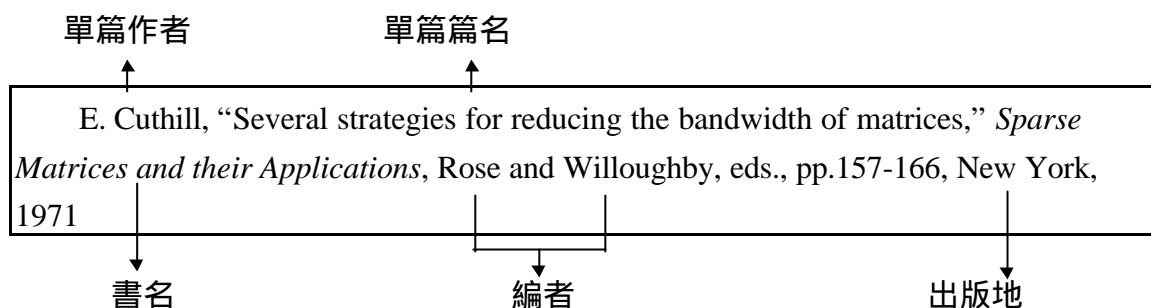 單篇作者 單篇篇名
E. Cuthill, “Several strategies for reducing the bandwidth of matrices,” Sparse
Matrices and their Applications, Rose and Willoughby, eds., pp.157-166, New York,
1971
書名 編者 出版地